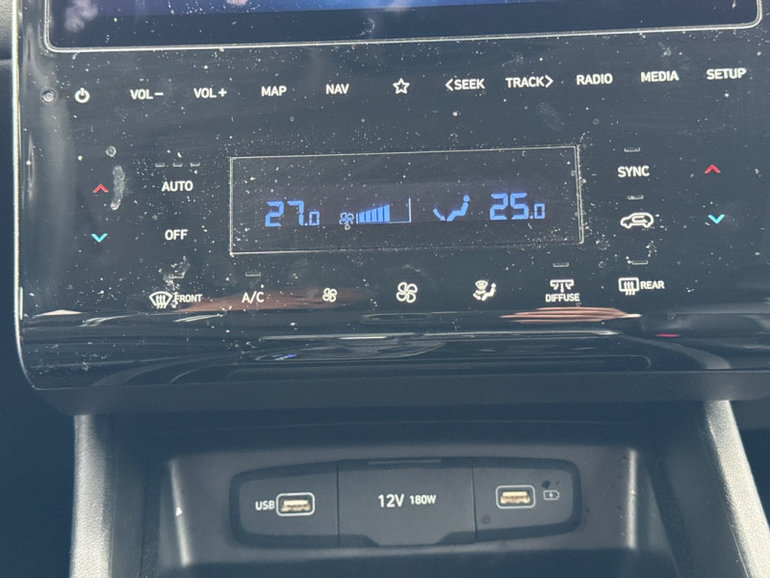 VOL− VOL+ MAP NAV <SEEK TRACK> RADIO MEDIA SETUP
AUTO SYNC
27.0 25.0
OFF
FRONT A/C DIFFUSE REAR
USB 12V 180W